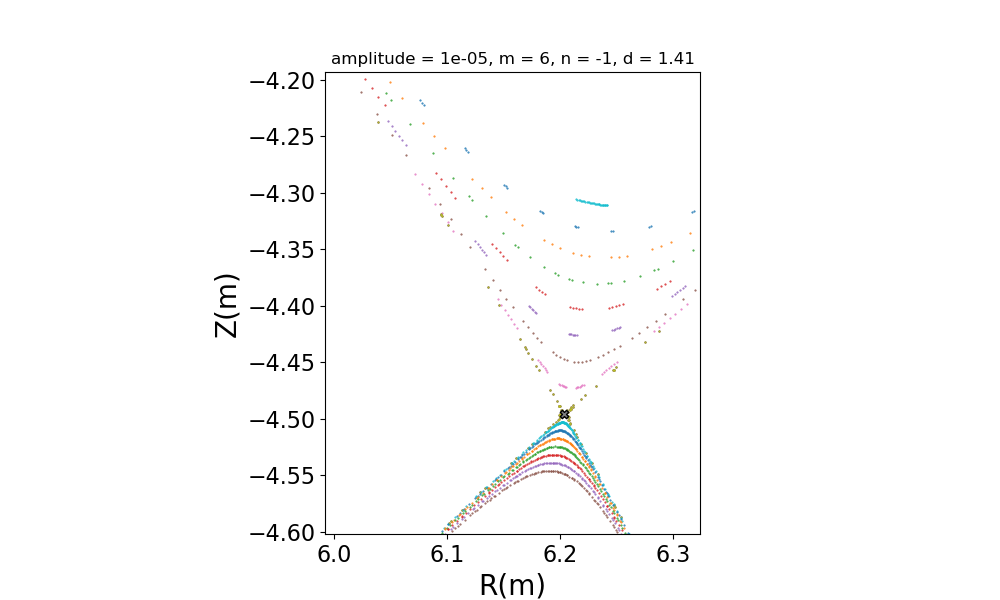 amplitude = 1e-05, m = 6, n = -1, d = 1.41
−4.20
−4.25
−4.30
−4.35
−4.40
−4.45
−4.50
−4.55
−4.60
Z(m)
6.0 6.1 6.2 6.3
R(m)